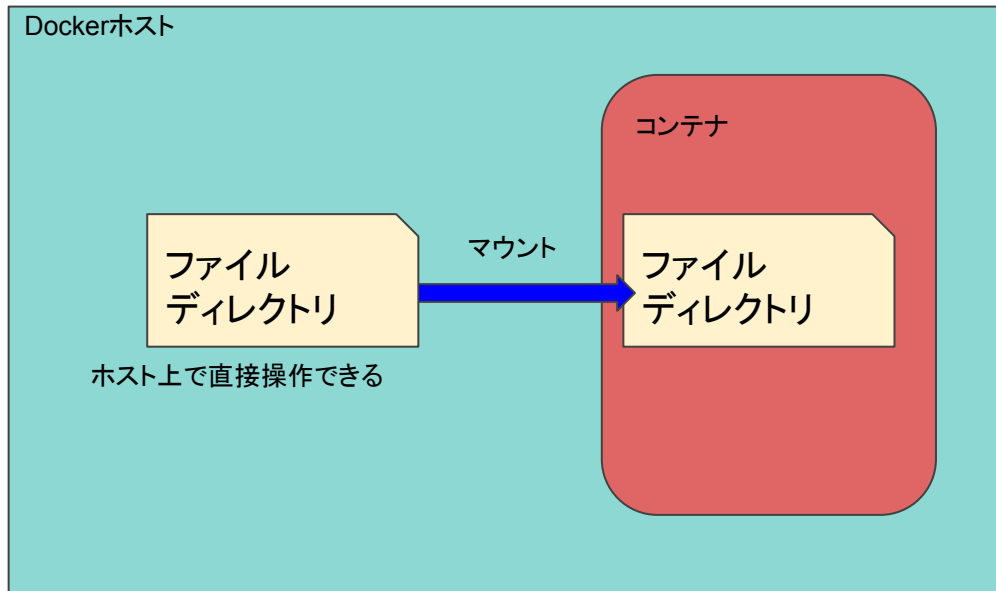 Dockerホスト
コンテナ
マウント
ファイル
ディレクトリ
ファイル
ディレクトリ
ホスト上で直接操作できる